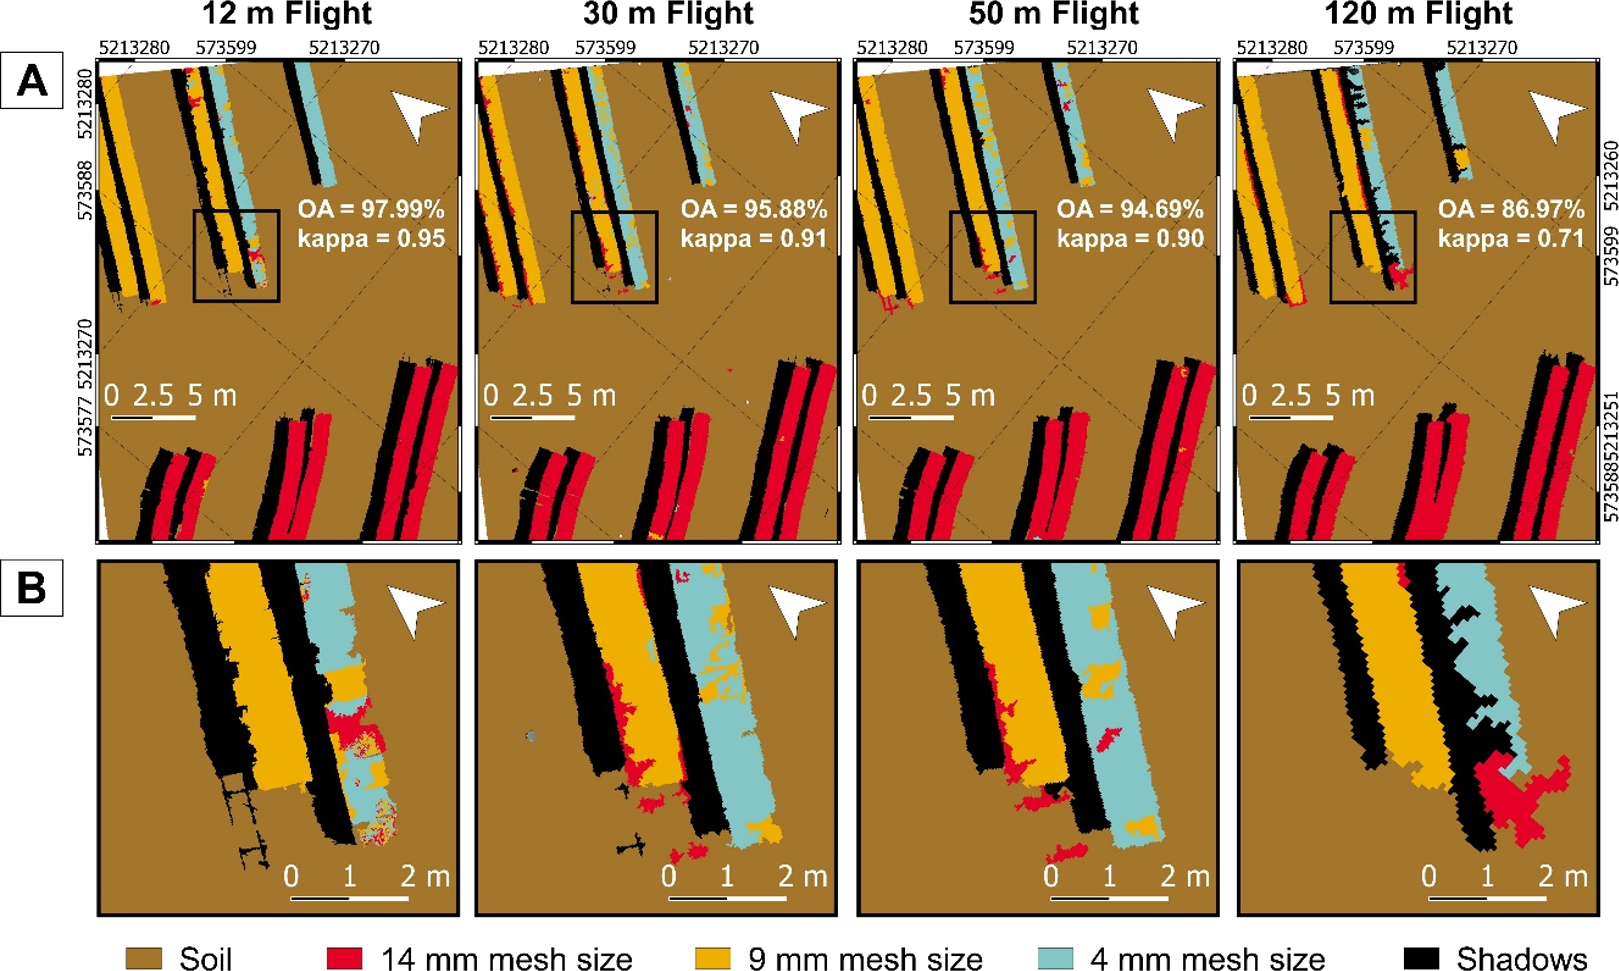 12 m Flight 30 m Flight 50 m Flight 120 m Flight
5213280 573599 5213270 5213280 573599 5213270 5213280 573599 5213270 5213280 573599 5213270
A
5213280
573588
5213270
573577
OA = 97.99%
kappa = 0.95
0 2.5 5 m
OA = 95.88%
kappa = 0.91
0 2.5 5 m
OA = 94.69%
kappa = 0.90
0 2.5 5 m
OA = 86.97%
kappa = 0.71
0 2.5 5 m
5213260
573599
5213251
573588
B
0 1 2 m
0 1 2 m
0 1 2 m
0 1 2 m
Soil 14 mm mesh size 9 mm mesh size 4 mm mesh size Shadows